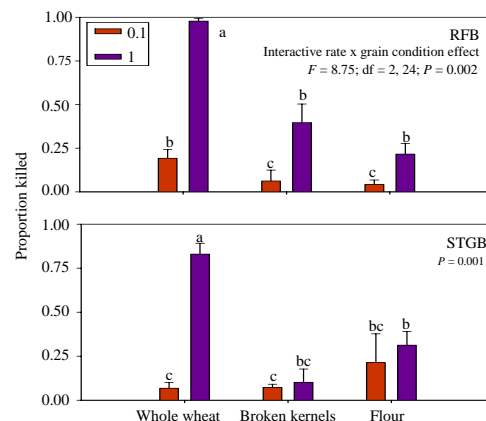 1.00
0.75
0.50
0.25
0.00
0.1
1
a
RFB
Interactive rate x grain condition effect
F = 8.75; df = 2, 24; P = 0.002
b
b
b
c
c
Proportion killed
1.00
0.75
0.50
0.25
0.00
a
STGB
P = 0.001
bc
b
c
c
bc
Whole wheat Broken kernels Flour